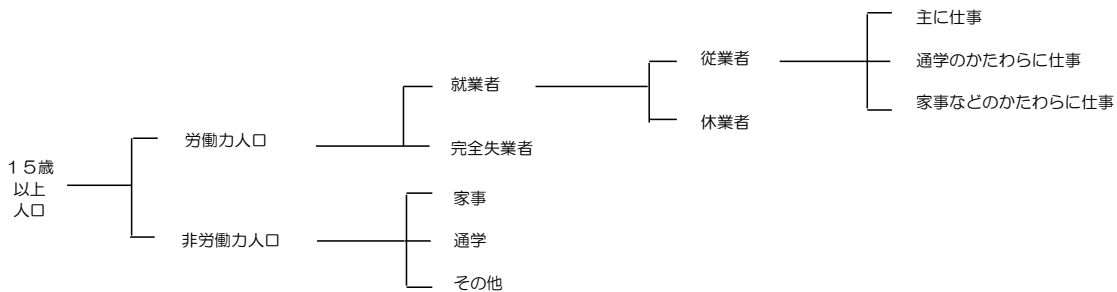 主に仕事
従業者
通学のかたわらに仕事
就業者
家事などのかたわらに仕事
休業者
労働力人口
完全失業者
１５歳
以上
人口
家事
非労働力人口
通学
その他